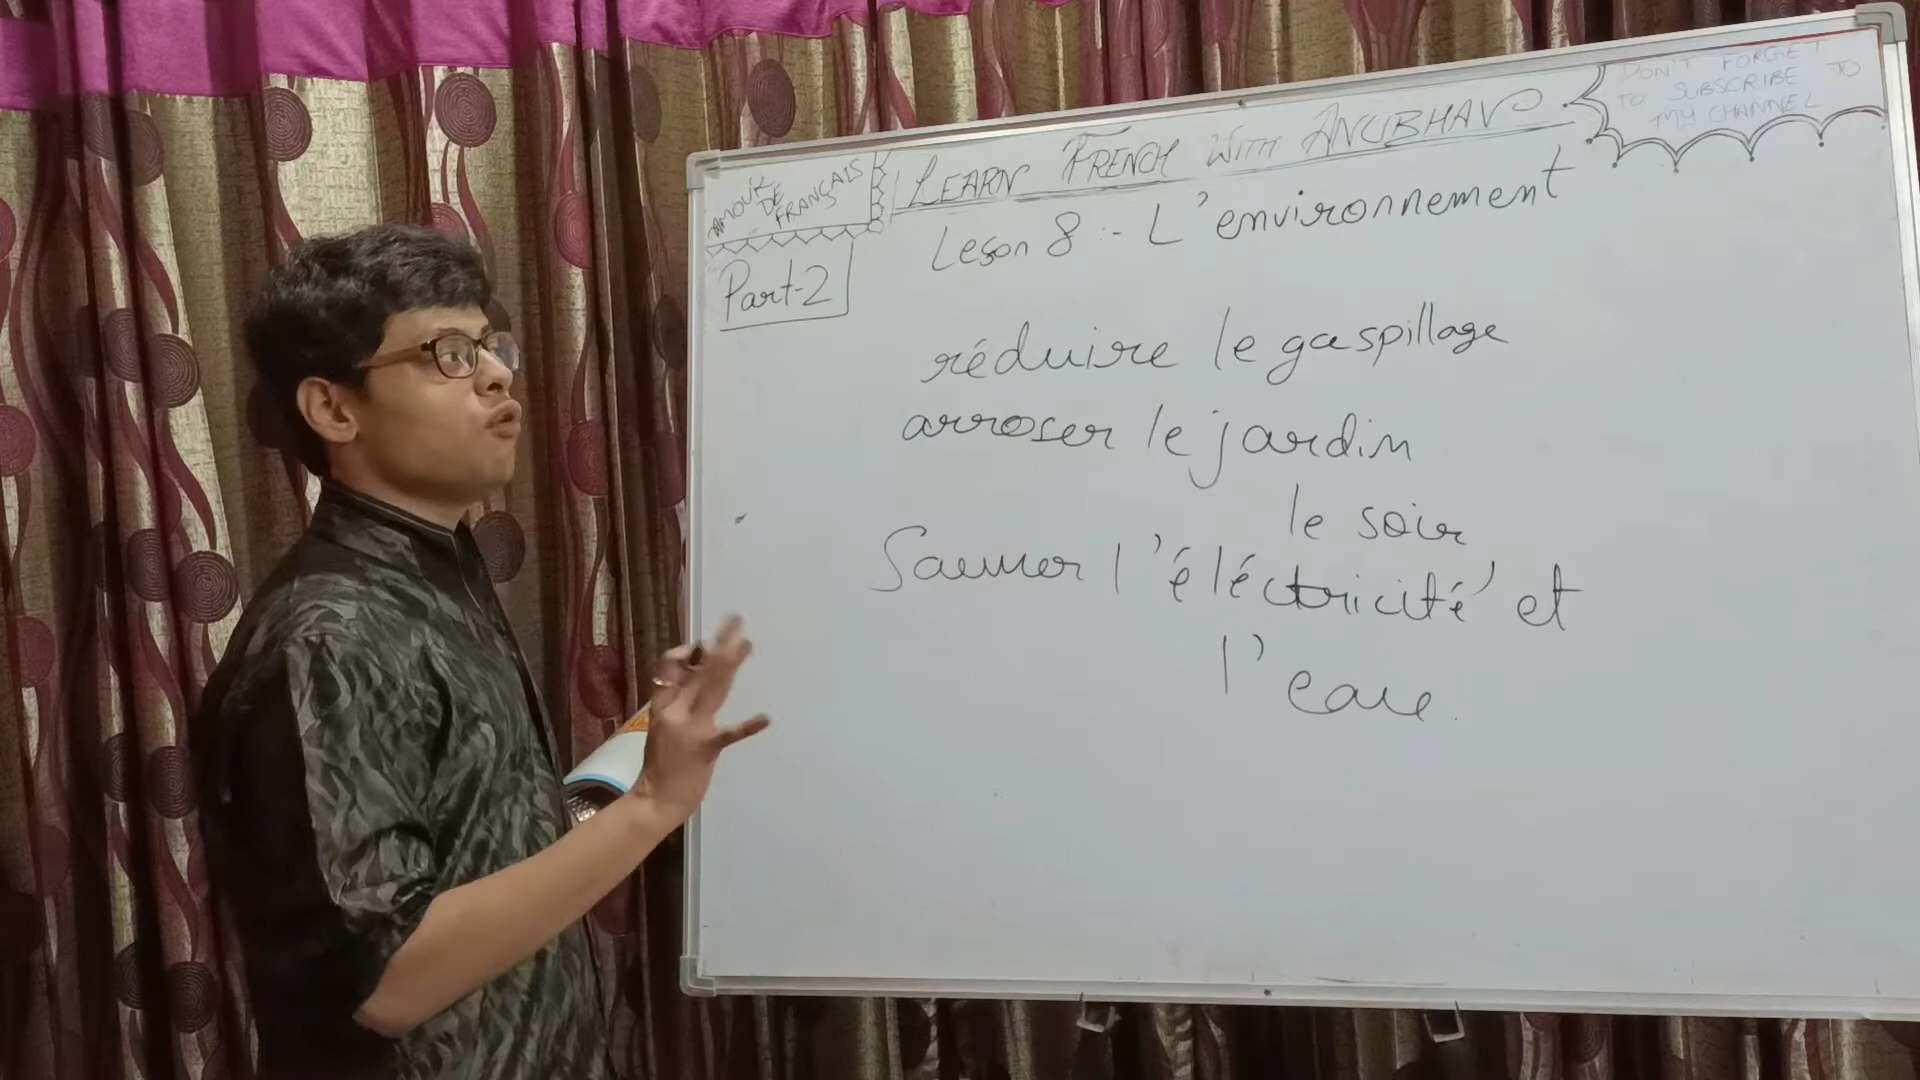 AMOUR
DE
FRANÇAIS
LEARN FRENCH WITH ANUBHAV
DON'T FORGET
TO SUBSCRIBE TO
MY CHANNEL
Part-2
Leçon 8:- L'environnement
réduire le gaspillage
arroser le jardin
le soir
Sauver l'éléctricité et
l'eau